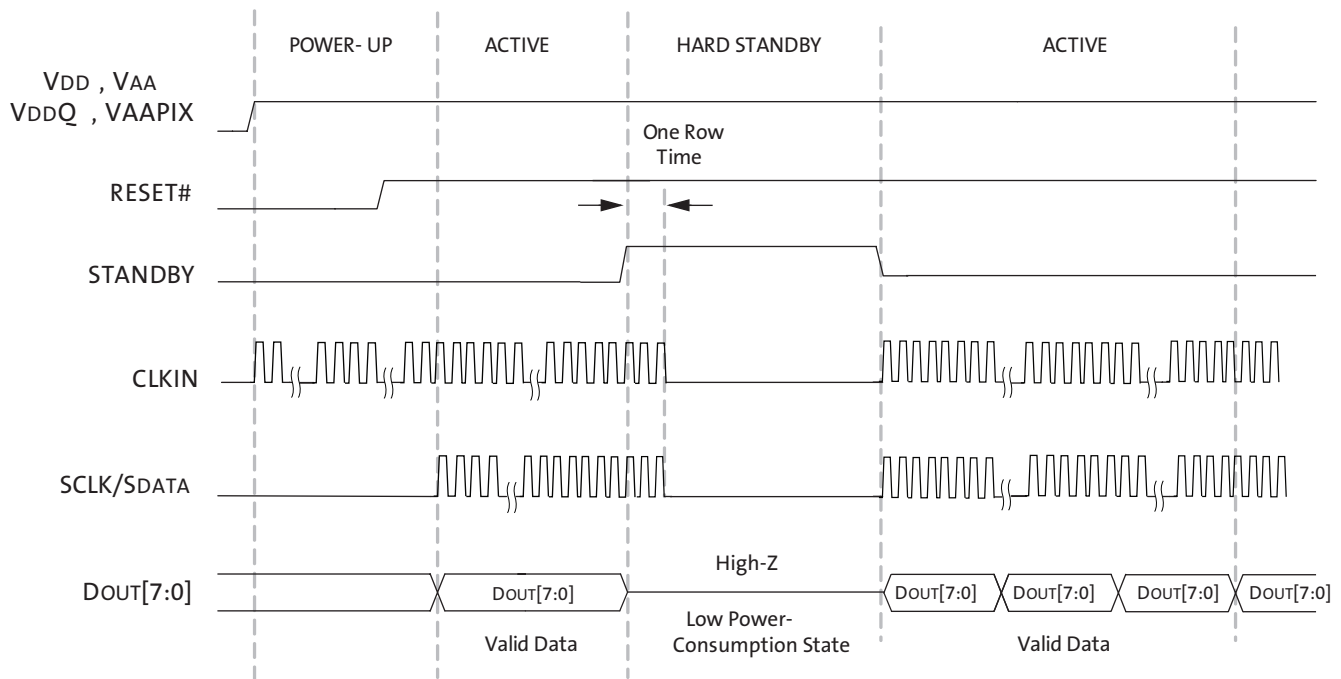 POWER- UP ACTIVE HARD STANDBY ACTIVE
VDD , VAA
VDDQ , VAAPIX
One Row
Time
RESET#
STANDBY
CLKIN
SCLK/SDATA
High-Z
DOUT[7:0] DOUT[7:0] DOUT[7:0] DOUT[7:0] DOUT[7:0] DOUT[7:0]
Low Power-
Valid Data Consumption State Valid Data